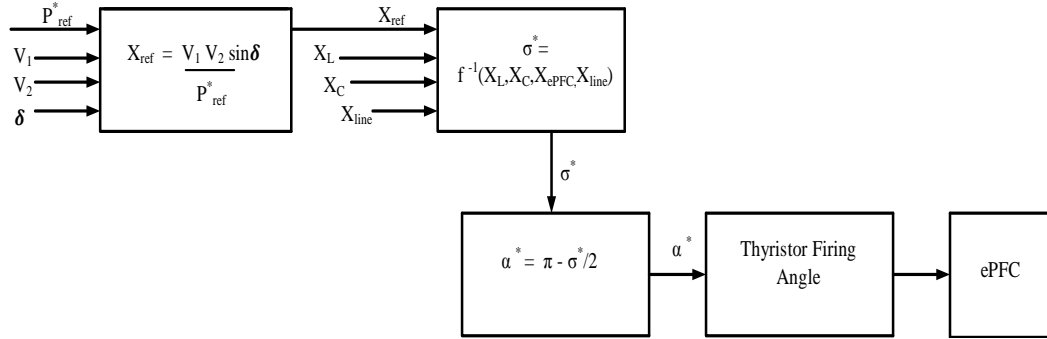 P*ref
V1
V2
δ
Xref = V1 V2 sinδ
P*ref
Xref
XL
XC
Xline
σ* =
f -1(XL,XC,XePFC,Xline)
σ*
α* = π - σ*/2
α*
Thyristor Firing
Angle
ePFC